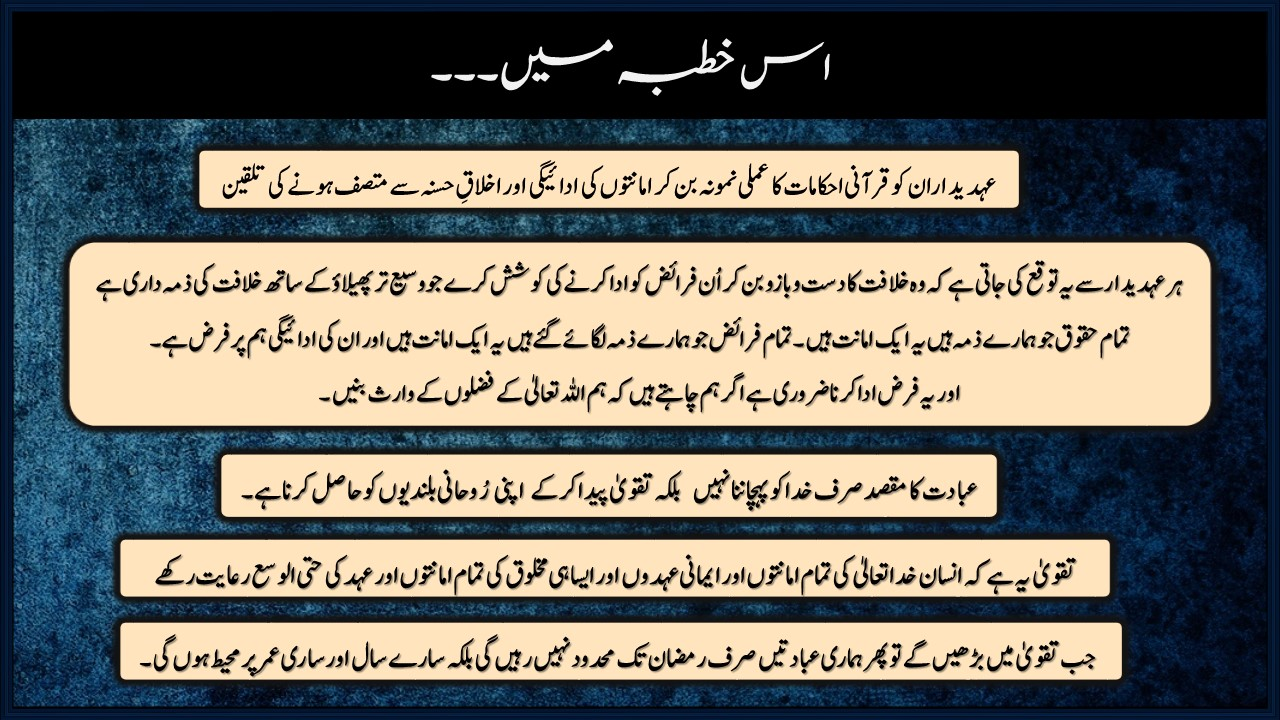 اس خطبہ میں۔۔۔
عہدیداران کو قرآنی احکامات کا عملی نمونہ بن کر امانتوں کی ادائیگی اور اخلاقِ حسنہ سے متصف ہونے کی تلقین
ہر عہدیدار سے یہ توقع کی جاتی ہے کہ وہ خلافت کا دست و بازو بن کر اُن فرائض کو ادا کرنے کی کوشش کرے جو وسیع تر پھیلاؤ کے ساتھ خلافت کی ذمہ داری ہے
تمام حقوق جو ہمارے ذمہ ہیں یہ ایک امانت ہیں۔ تمام فرائض جو ہمارے ذمہ لگائے گئے ہیں یہ ایک امانت ہیں اور ان کی ادائیگی ہم پر فرض ہے۔
اور یہ فرض ادا کرنا ضروری ہے اگر ہم چاہتے ہیں کہ ہم اللہ تعالیٰ کے فضلوں کے وارث بنیں۔
عبادت کا مقصد صرف خدا کو پہچاننا نہیں بلکہ تقویٰ پیدا کر کے اپنی رُوحانی بلندیوں کو حاصل کرنا ہے۔
تقویٰ یہ ہے کہ انسان خدا تعالیٰ کی تمام امانتوں اور ایمانی عہدوں اور ایسا ہی مخلوق کی تمام امانتوں اور عہد کی حتی الوسع رعایت رکھے
جب تقویٰ میں بڑھیں گے تو پھر ہماری عبادتیں صرف رمضان تک محدود نہیں رہیں گی بلکہ سارے سال اور ساری عمر پر محیط ہوں گی۔